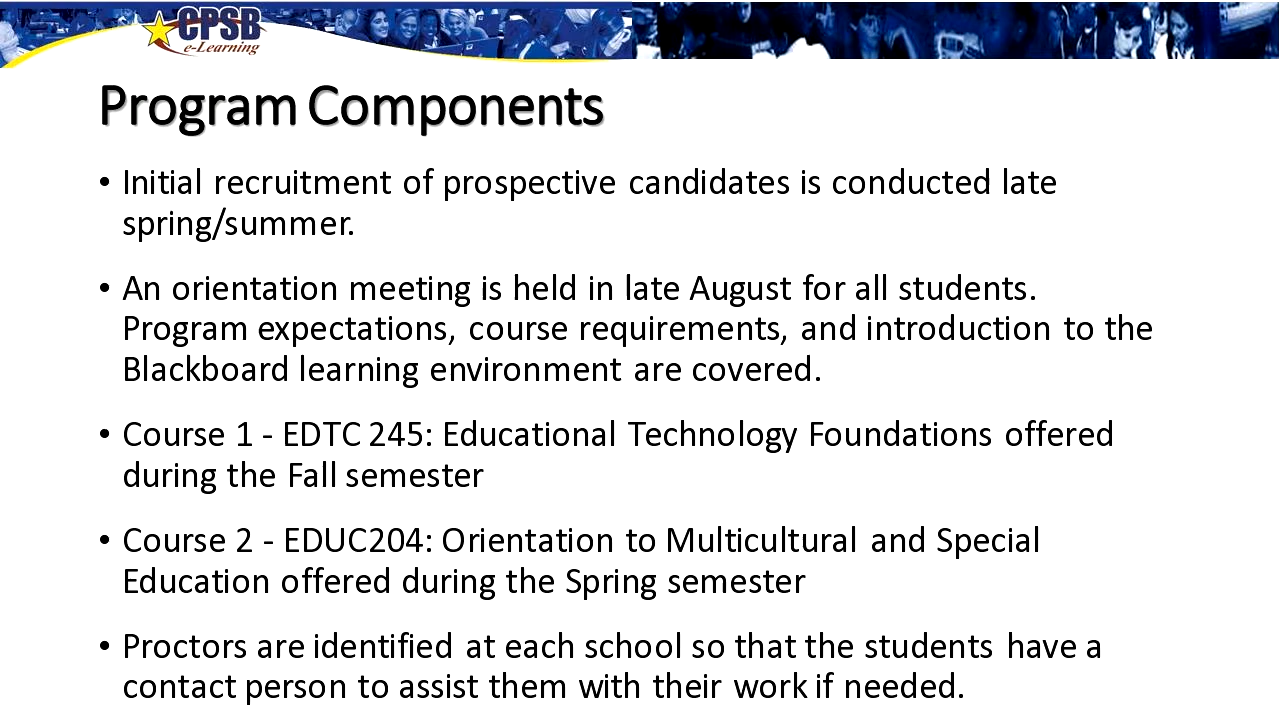 CPSB
e-Learning
Program Components
• Initial recruitment of prospective candidates is conducted late
spring/summer.
• An orientation meeting is held in late August for all students.
Program expectations, course requirements, and introduction to the
Blackboard learning environment are covered.
• Course 1 - EDTC 245: Educational Technology Foundations offered
during the Fall semester
• Course 2 - EDUC204: Orientation to Multicultural and Special
Education offered during the Spring semester
• Proctors are identified at each school so that the students have a
contact person to assist them with their work if needed.